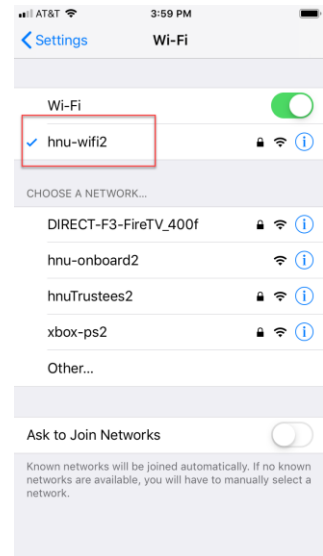 AT&T 3:59 PM
Settings Wi-Fi
Wi-Fi
hnu-wifi2
CHOOSE A NETWORK...
DIRECT-F3-FireTV_400f
hnu-onboard2
hnuTrustees2
xbox-ps2
Other...
Ask to Join Networks
Known networks will be joined automatically. If no known
networks are available, you will have to manually select a
network.